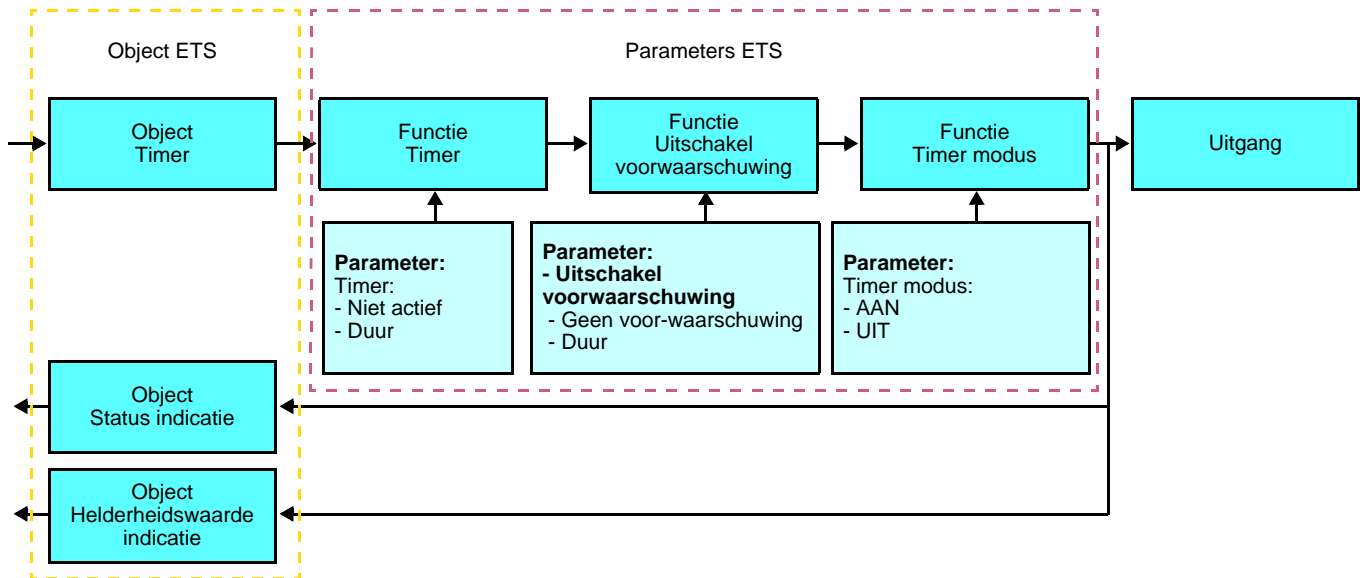 Object ETS
Parameters ETS
Object
Timer
Functie
Timer
Functie
Uitschakel
voorwaarschuwing
Functie
Timer modus
Uitgang
Parameter:
Timer:
- Niet actief
- Duur
Parameter:
- Uitschakel
voorwaarschuwing
- Geen voor-waarschuwing
- Duur
Parameter:
Timer modus:
- AAN
- UIT
Object
Status indicatie
Object
Helderheidswaarde
indicatie